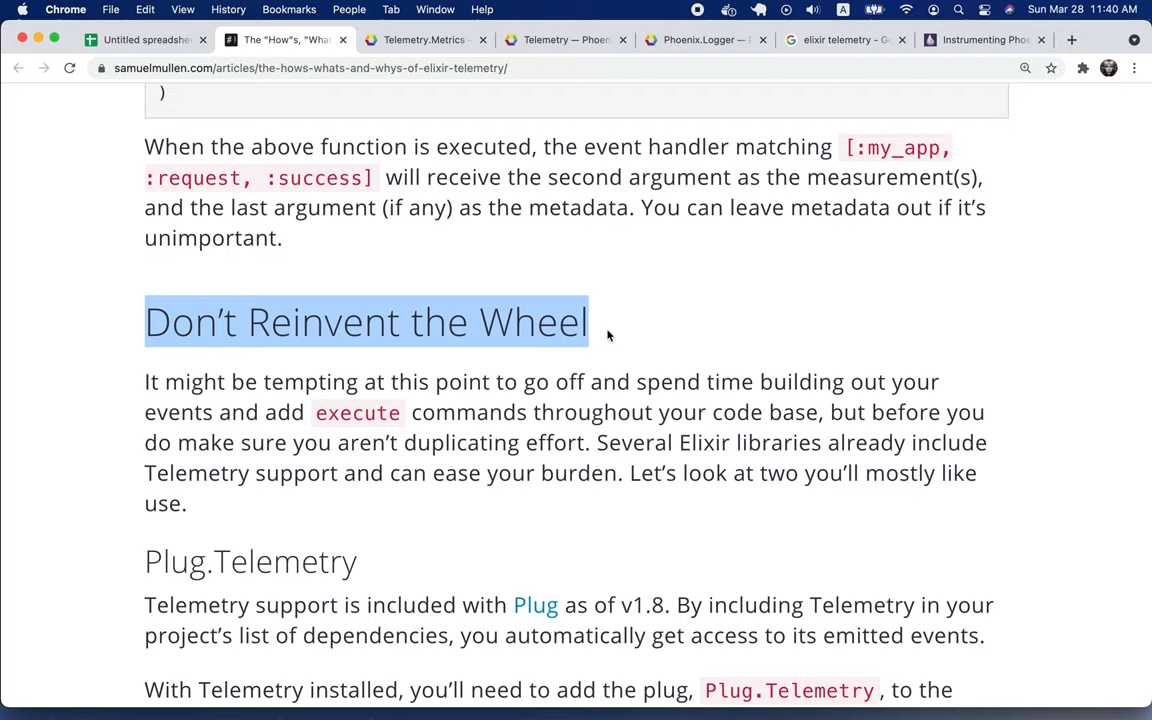 Chrome File Edit View History Bookmarks People Tab Window Help A Sun Mar 28 11:40 AM
Untitled spreadshe The "How"s, "What Telemetry.Metrics - Telemetry — Phoen Phoenix.Logger — elixir telemetry - Go Instrumenting Pho
samuelmullen.com/articles/the-hows-whats-and-whys-of-elixir-telemetry/
)
When the above function is executed, the event handler matching [:my_app,
:request, :success] will receive the second argument as the measurement(s),
and the last argument (if any) as the metadata. You can leave metadata out if it’s
unimportant.
Don’t Reinvent the Wheel
It might be tempting at this point to go off and spend time building out your
events and add execute commands throughout your code base, but before you
do make sure you aren’t duplicating effort. Several Elixir libraries already include
Telemetry support and can ease your burden. Let’s look at two you’ll mostly like
use.
Plug.Telemetry
Telemetry support is included with Plug as of v1.8. By including Telemetry in your
project’s list of dependencies, you automatically get access to its emitted events.
With Telemetry installed, you’ll need to add the plug, Plug.Telemetry, to the